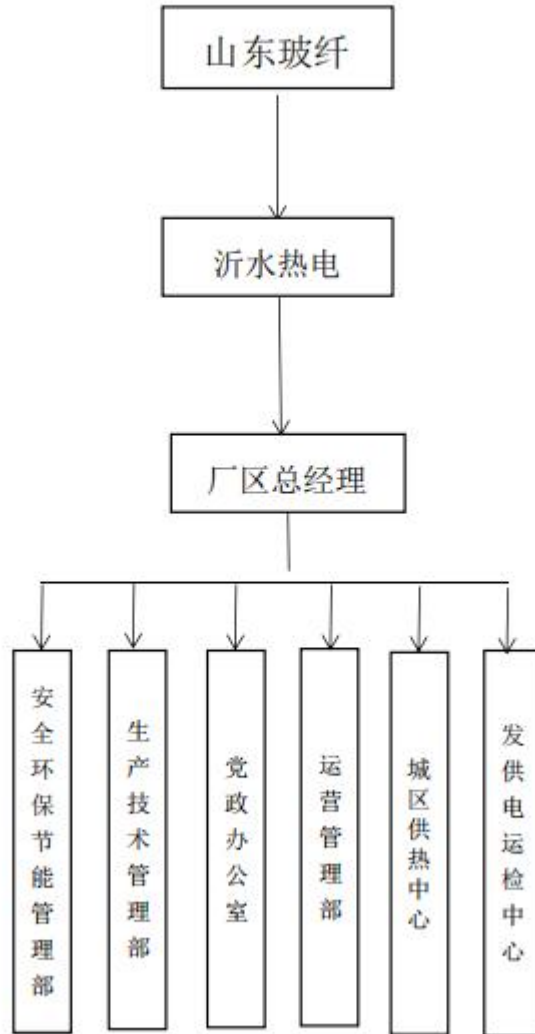 山东玻纤
沂水热电
厂区总经理
安全环保节能管理部
生产技术管理部
党政办公室
运营管理部
城区供热中心
发供电运检中心